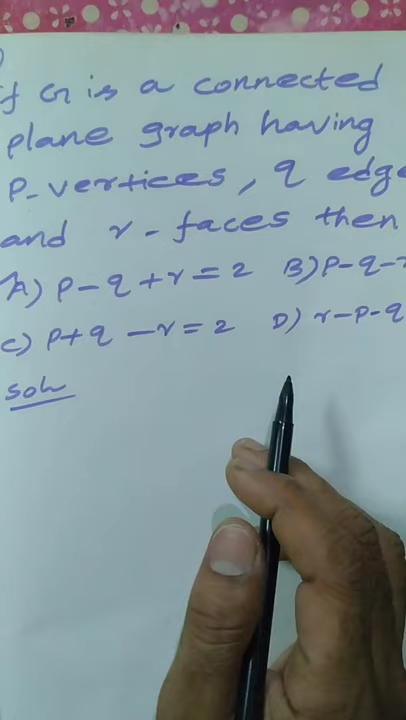 )
If G is a connected
plane graph having
P-vertices, q edge
and r-faces then
A) P-q+r=2 B) P-q-r
C) P+q-r=2 D) r-P-q
soln